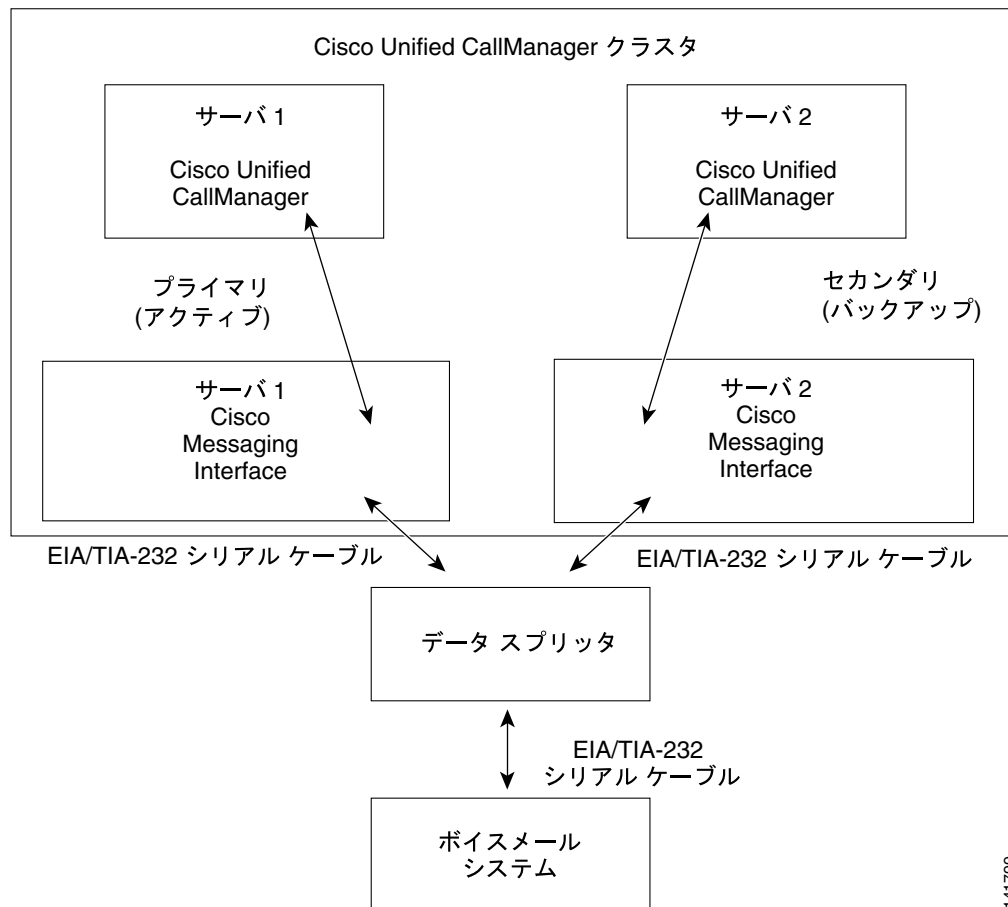 Cisco Unified CallManager クラスタ
サーバ 1
Cisco Unified
CallManager
サーバ 2
Cisco Unified
CallManager
プライマリ
(アクティブ)
セカンダリ
(バックアップ)
サーバ 1
Cisco
Messaging
Interface
サーバ 2
Cisco
Messaging
Interface
EIA/TIA-232 シリアル ケーブル
EIA/TIA-232 シリアル ケーブル
データ スプリッタ
EIA/TIA-232
シリアル ケーブル
ボイスメール
システム